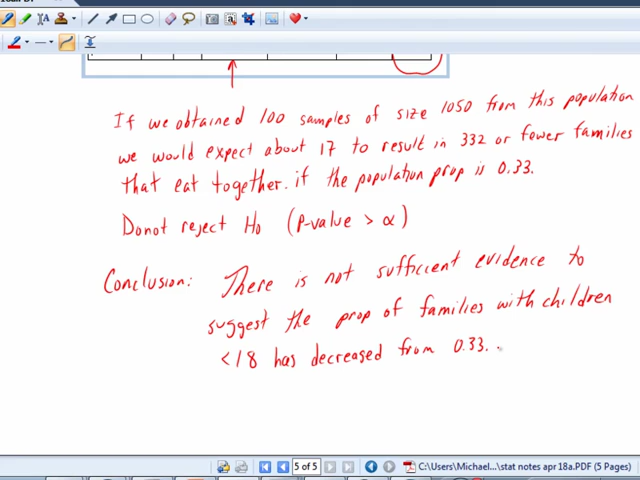 If we obtained 100 samples of size 1050 from this population
we would expect about 17 to result in 332 or fewer families
that eat together. if the population prop is 0.33.
Do not reject H₀ (P-value > α)
Conclusion: There is not sufficient evidence to
suggest the prop of families with children
<18 has decreased from 0.33.
5 of 5
C:\Users\Michael...
...\stat notes apr 18a.PDF (5 Pages)